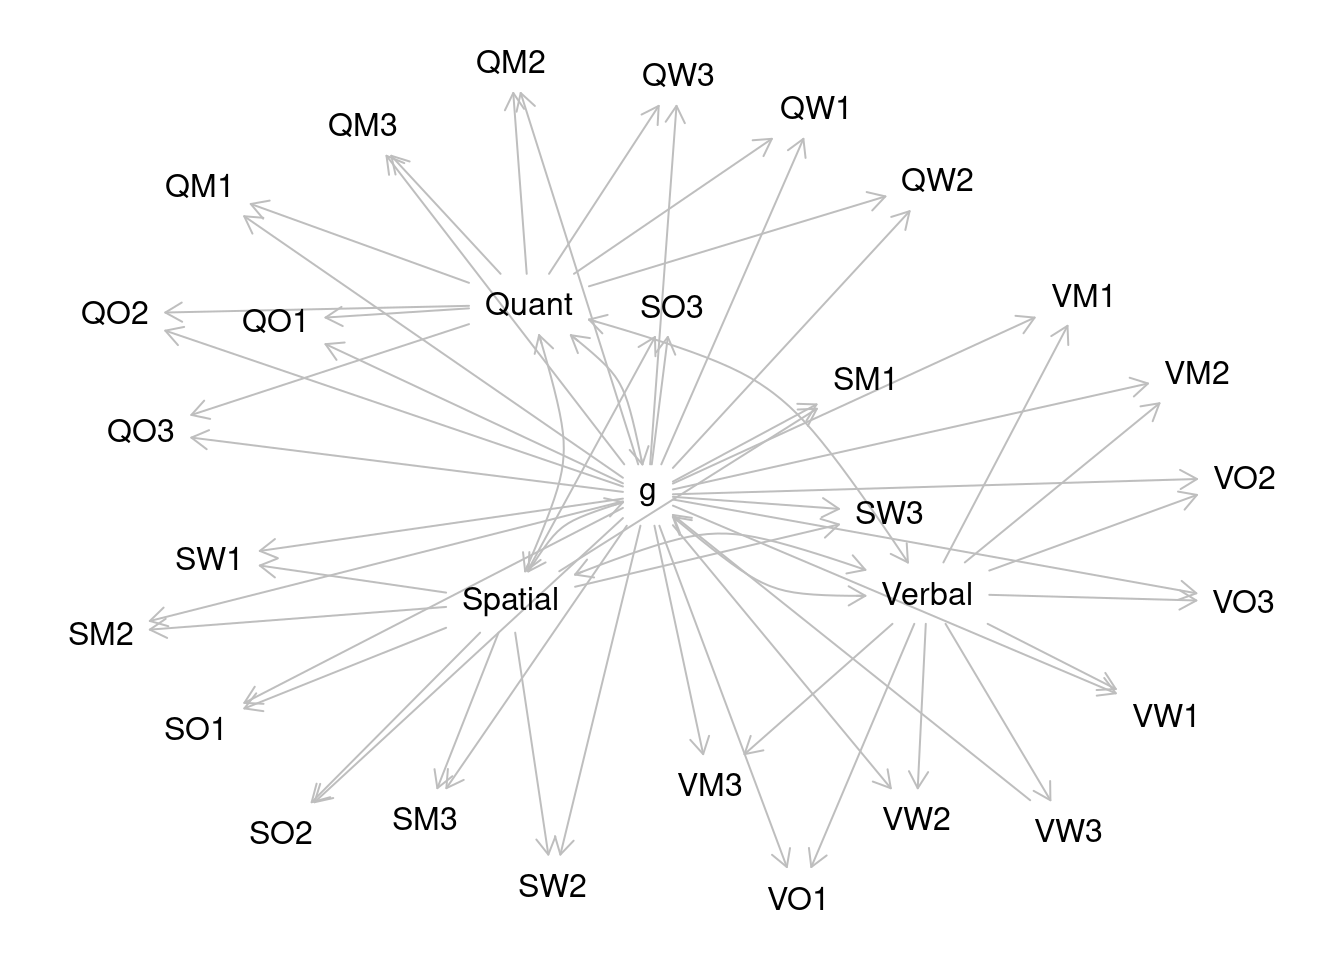 QM2
QW3
QW1
QM3
QW2
QM1
VM1
Quant
SO3
QO2
QO1
SM1
VM2
QO3
VO2
g
SW3
SW1
Verbal
Spatial
VO3
SM2
VW1
SO1
VM3
SM3
VW2
VW3
SO2
SW2
VO1